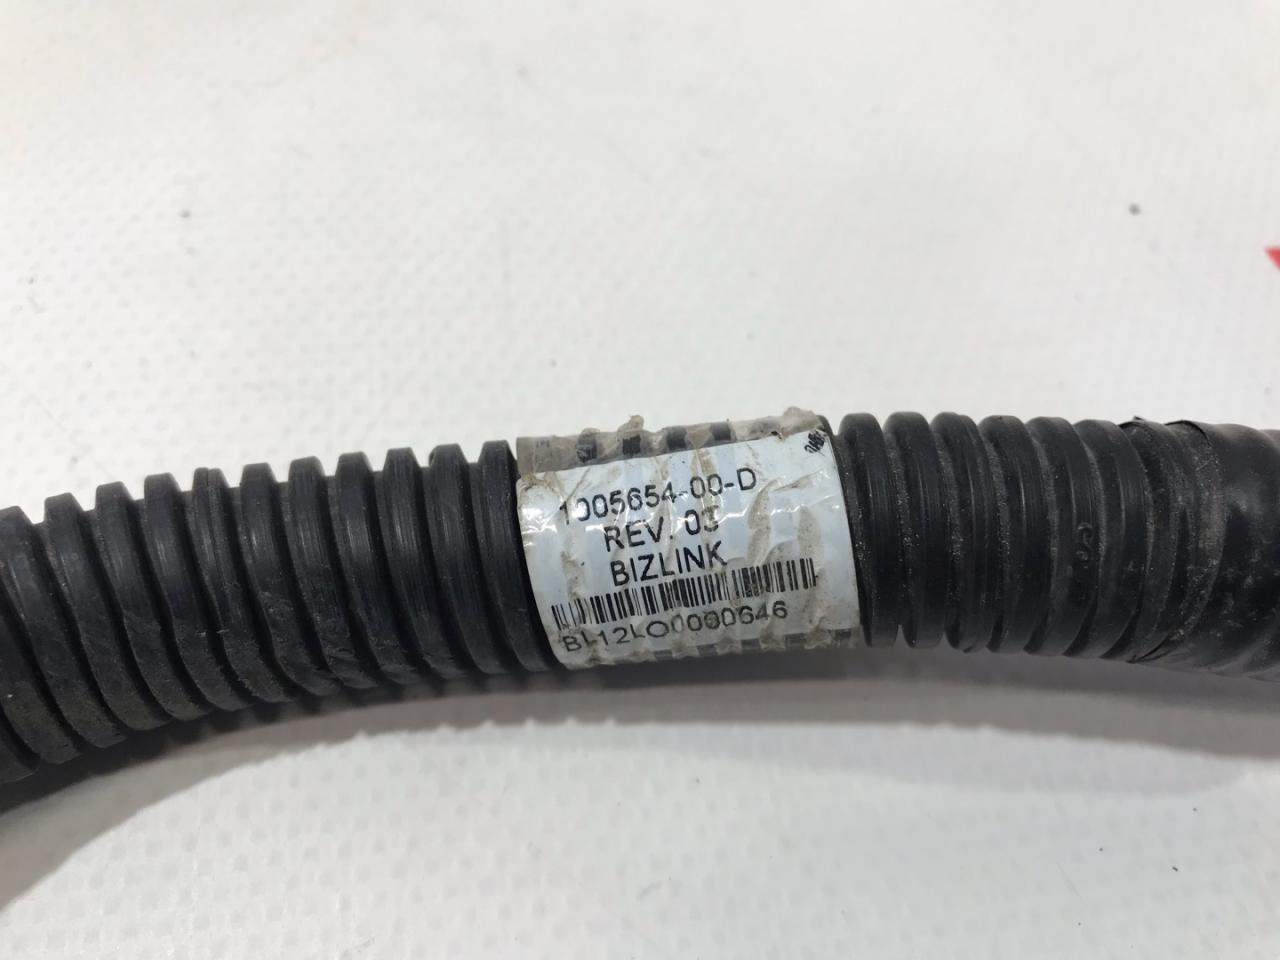 1005654-00-D
REV. 03
BIZLINK
BL12LO0000646